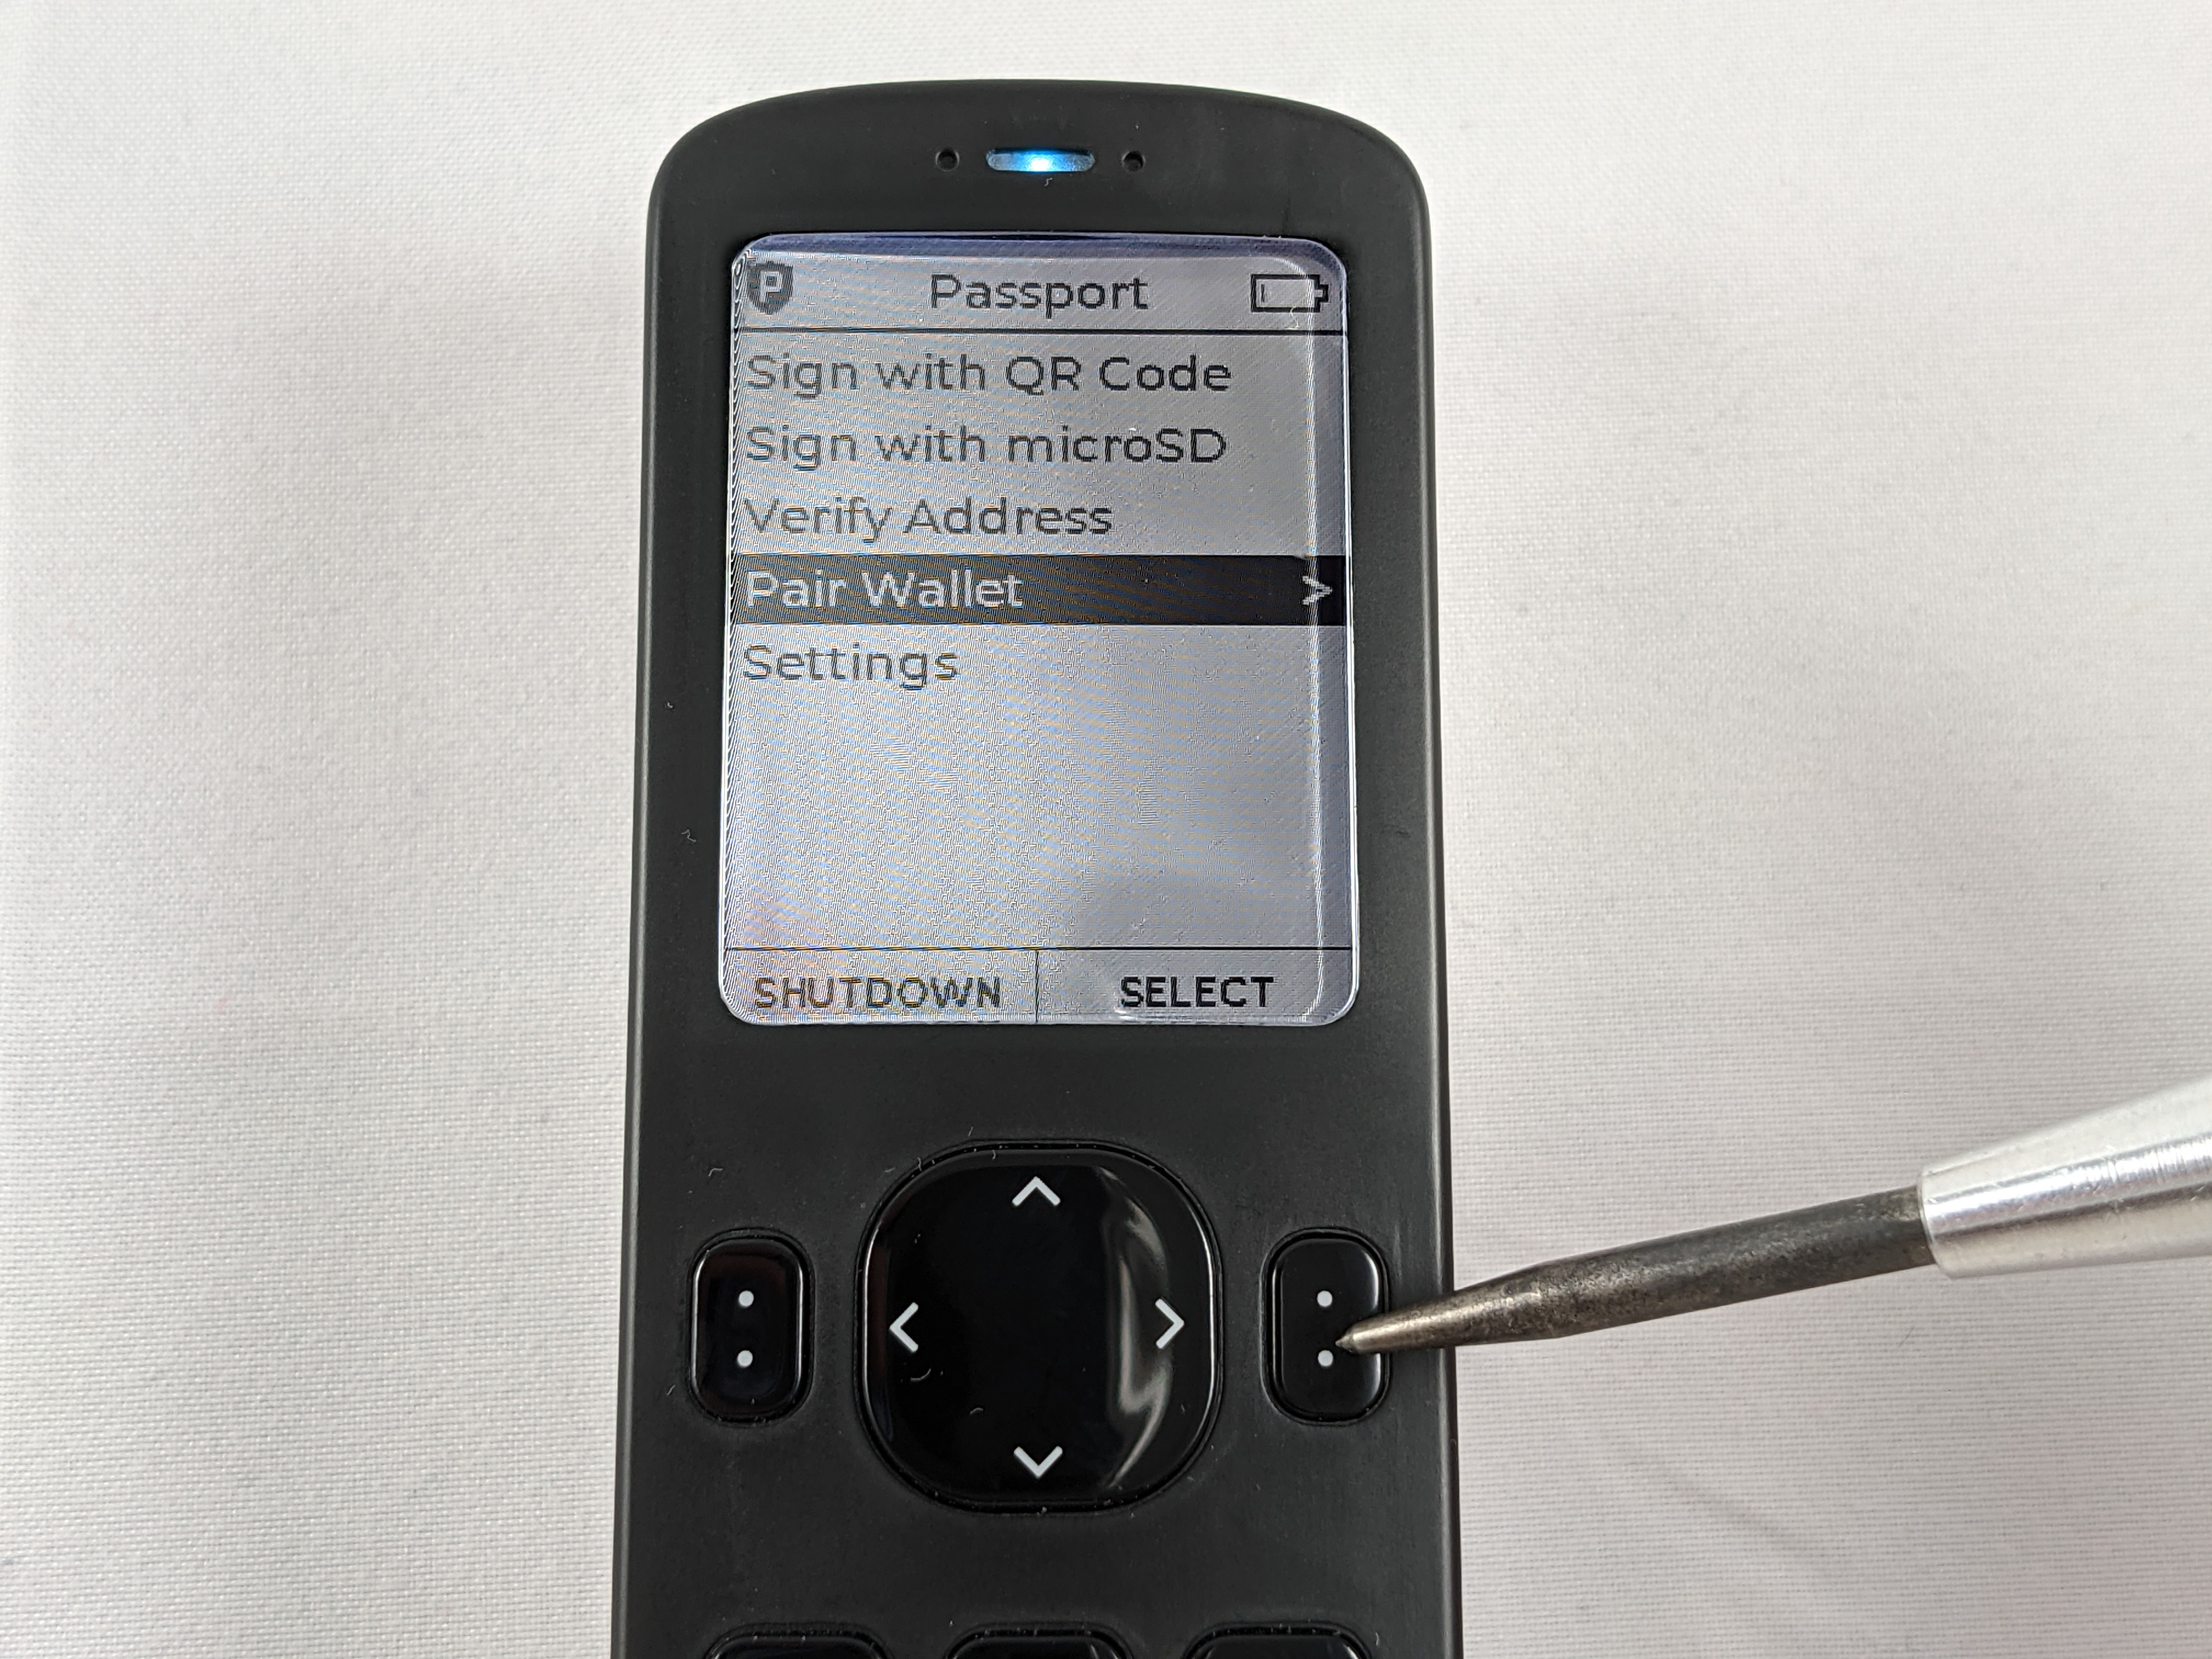 P Passport
Sign with QR Code
Sign with microSD
Verify Address
Pair Wallet >
Settings
SHUTDOWN SELECT